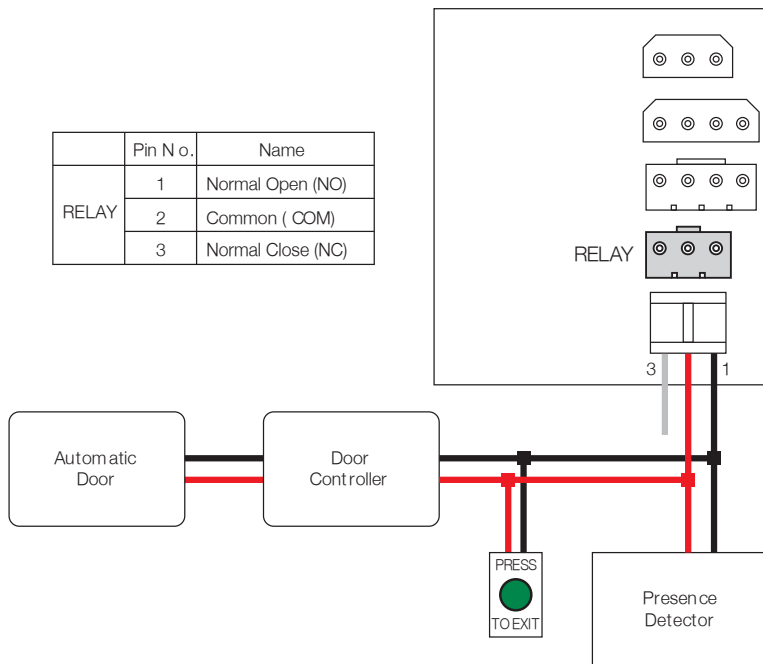 Pin No. Name
RELAY
1 Normal Open (NO)
2 Common ( COM)
3 Normal Close (NC)
RELAY
3 1
Automatic
Door
Door
Controller
PRESS
TO EXIT
Presence
Detector